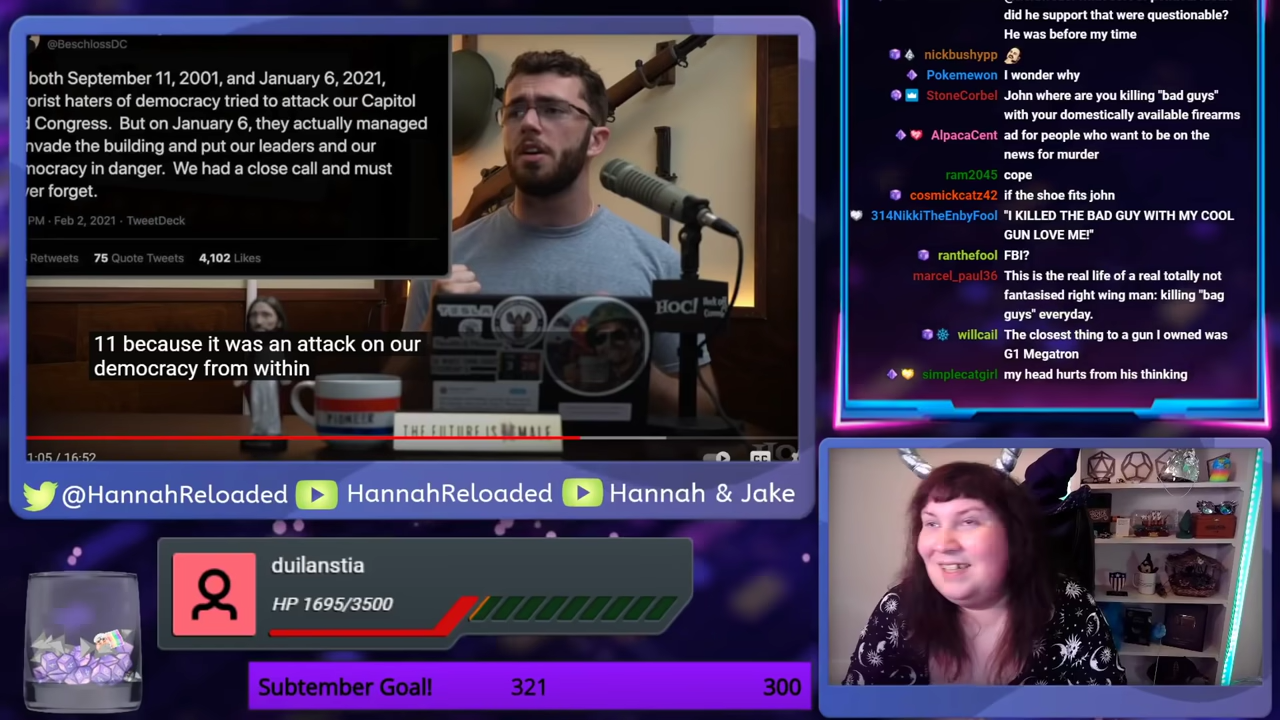 @BeschlossDC
both September 11, 2001, and January 6, 2021,
orist haters of democracy tried to attack our Capitol
Congress. But on January 6, they actually managed
nvade the building and put our leaders and our
mocracy in danger. We had a close call and must
er forget.
PM · Feb 2, 2021 · TweetDeck
Retweets 75 Quote Tweets 4,102 Likes
TESLA
HoC!
PIONEER
THE FUTURE IS MALE
11 because it was an attack on our
democracy from within
1:05 / 16:52
CC
@HannahReloaded HannahReloaded Hannah & Jake
duilanstia
HP 1695/3500
Subtember Goal! 321 300
did he support that were questionable?
He was before my time
nickbushypp
Pokemewon I wonder why
StoneCorbel John where are you killing "bad guys"
with your domestically available firearms
AlpacaCent ad for people who want to be on the
news for murder
ram2045 cope
cosmickatz42 if the shoe fits john
314NikkiTheEnbyFool "I KILLED THE BAD GUY WITH MY COOL
GUN LOVE ME!"
ranthefool FBI?
marcel_paul36 This is the real life of a real totally not
fantasised right wing man: killing "bag
guys" everyday.
willcail The closest thing to a gun I owned was
G1 Megatron
simplecatgirl my head hurts from his thinking